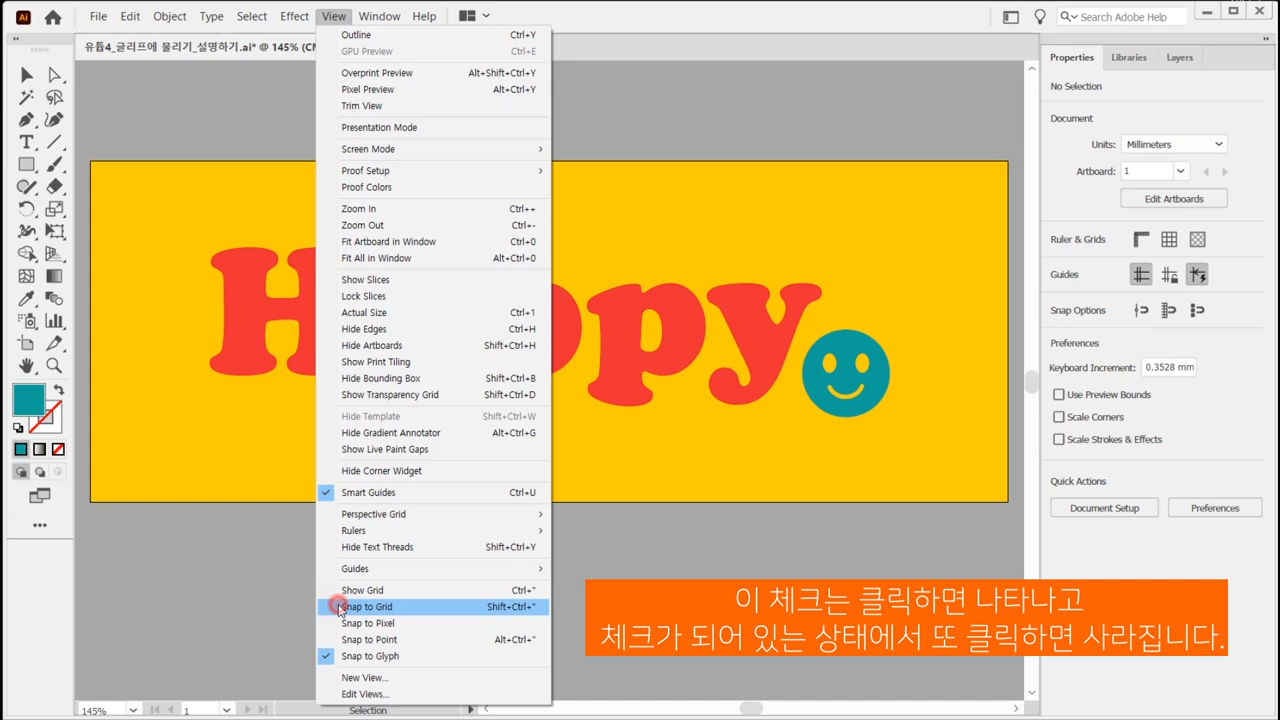 Ai File Edit Object Type Select Effect View Window Help Search Adobe Help
유튭4_글리프에 물리기_설명하기.ai* @ 145% (CM
Outline Ctrl+Y
GPU Preview Ctrl+E
Overprint Preview Alt+Shift+Ctrl+Y
Pixel Preview Alt+Ctrl+Y
Trim View
Presentation Mode
Screen Mode
Proof Setup
Proof Colors
Zoom In Ctrl++
Zoom Out Ctrl+-
Fit Artboard in Window Ctrl+0
Fit All in Window Alt+Ctrl+0
Show Slices
Lock Slices
Actual Size Ctrl+1
Hide Edges Ctrl+H
Hide Artboards Shift+Ctrl+H
Show Print Tiling
Hide Bounding Box Shift+Ctrl+B
Show Transparency Grid Shift+Ctrl+D
Hide Template Shift+Ctrl+W
Hide Gradient Annotator Alt+Ctrl+G
Show Live Paint Gaps
Hide Corner Widget
Smart Guides Ctrl+U
Perspective Grid
Rulers
Hide Text Threads Shift+Ctrl+Y
Guides
Show Grid Ctrl+"
Snap to Grid Shift+Ctrl+"
Snap to Pixel
Snap to Point Alt+Ctrl+"
Snap to Glyph
New View...
Edit Views...
H ppy
Properties Libraries Layers
No Selection
Document
Units: Millimeters
Artboard: 1
Edit Artboards
Ruler & Grids
Guides
Snap Options
Preferences
Keyboard Increment: 0.3528 mm
Use Preview Bounds
Scale Corners
Scale Strokes & Effects
Quick Actions
Document Setup Preferences
이 체크는 클릭하면 나타나고
체크가 되어 있는 상태에서 또 클릭하면 사라집니다.
145% 1 Selection